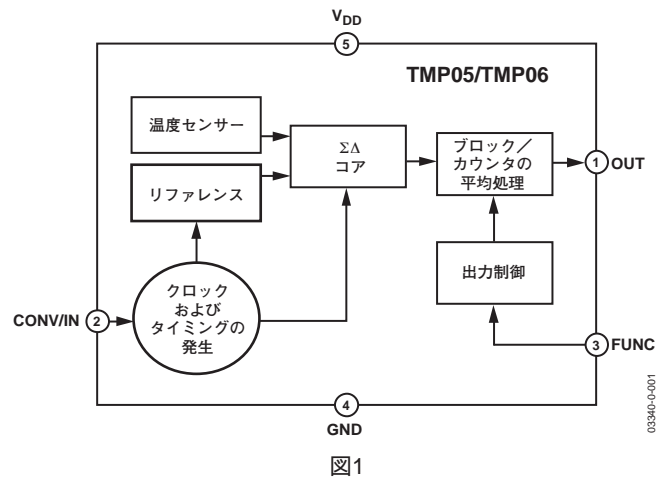 VDD
5
TMP05/TMP06
温度センサー
ΣΔ
コア
ブロック／
カウンタの
平均処理
1 OUT
リファレンス
出力制御
クロック
および
タイミングの
発生
CONV/IN 2
3 FUNC
4
GND
03340-0-001
図1